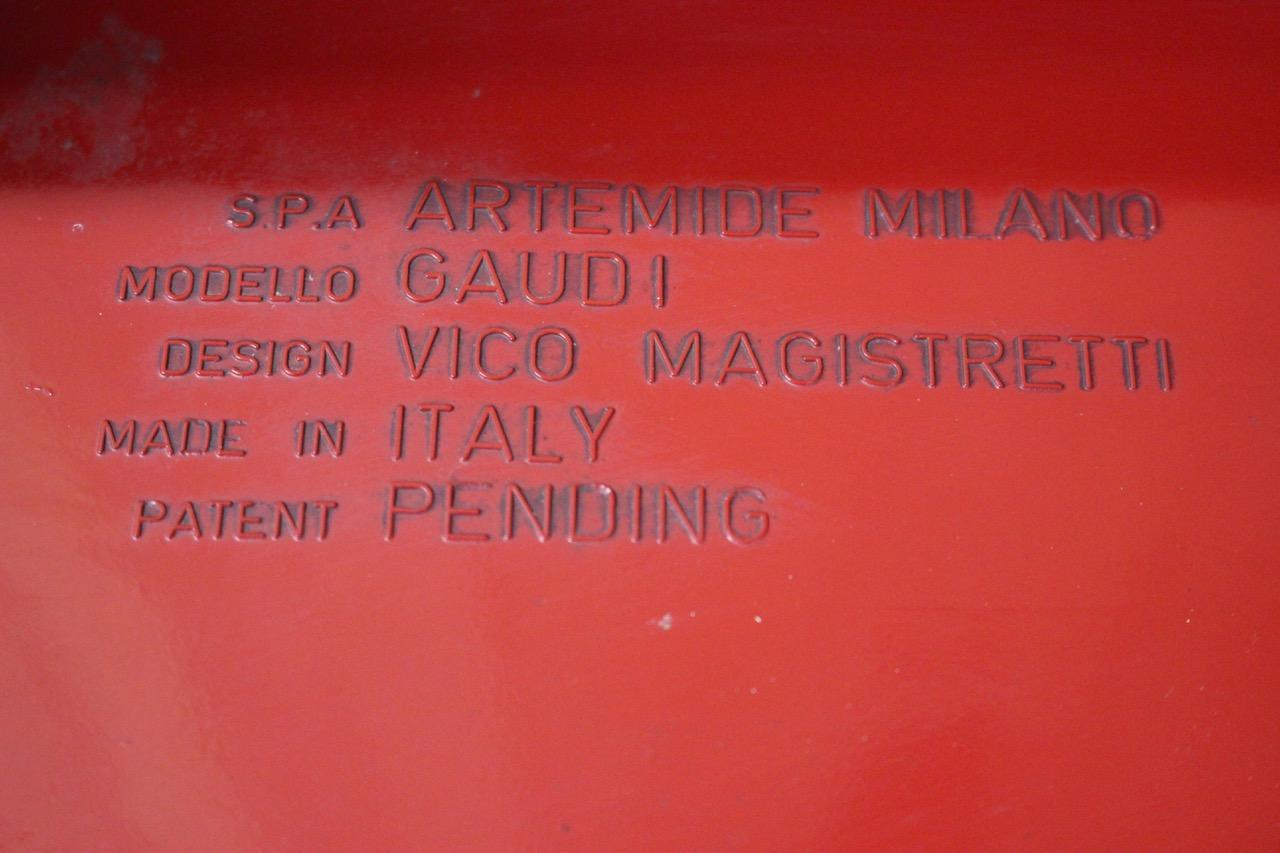 S.P.A ARTEMIDE MILANO
MODELLO GAUDI
DESIGN VICO MAGISTRETTI
MADE IN ITALY
PATENT PENDING